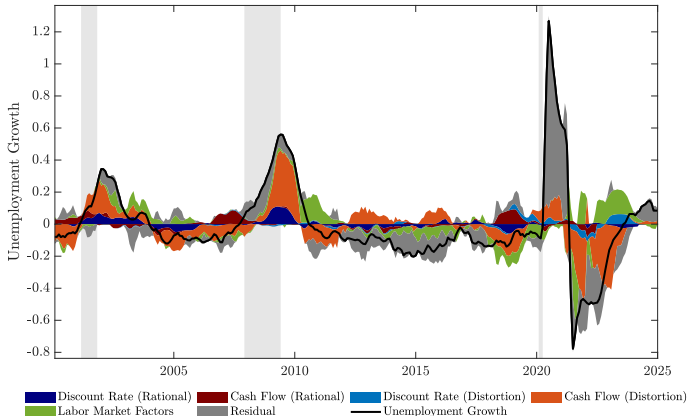 Unemployment Growth
1.2
1
0.8
0.6
0.4
0.2
0
-0.2
-0.4
-0.6
-0.8
2005 2010 2015 2020 2025
Discount Rate (Rational) Cash Flow (Rational) Discount Rate (Distortion) Cash Flow (Distortion)
Labor Market Factors Residual Unemployment Growth